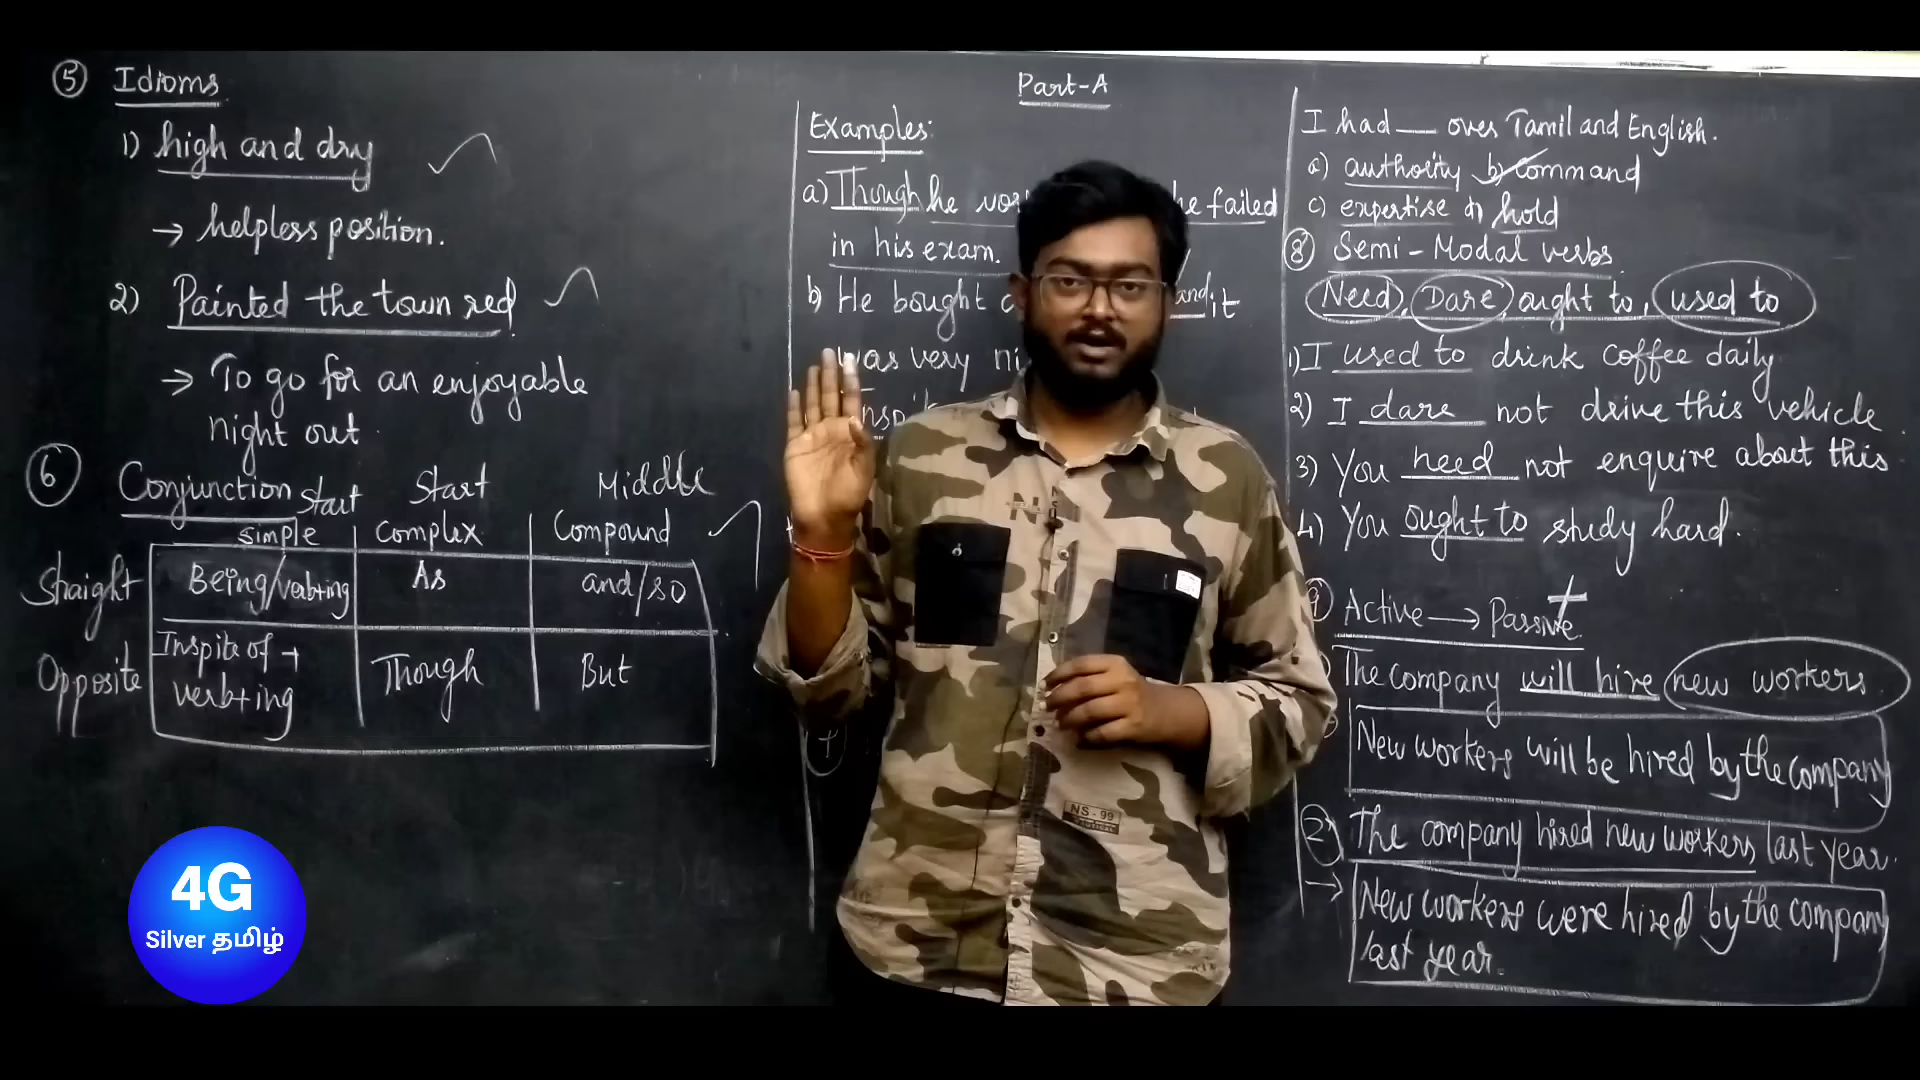 ⑤ Idioms
1) high and dry
→ helpless position.
2) Painted the town red
→ To go for an enjoyable
night out
⑥ Conjunction
Start Start Middle
simple Complex Compound
Straight Being/verb+ing As and/so
Opposite Inspite of + Though But
verb+ing
Part-A
Examples:
a) Though he he failed
in his exam.
b) He bought and it
was very
I had __ over Tamil and English.
a) authority b) Command
c) expertise d) hold
⑧ Semi-Modal verbs
Need, Dare, ought to, used to
1) I used to drink coffee daily
2) I dare not drive this vehicle
3) You need not enquire about this
4) You ought to study hard.
9) Active → Passive
The company will hire new workers.
New workers will be hired by the company
2) The company hired new workers last year.
→ New workers were hired by the company
last year.
NS-99
4G
Silver தமிழ்